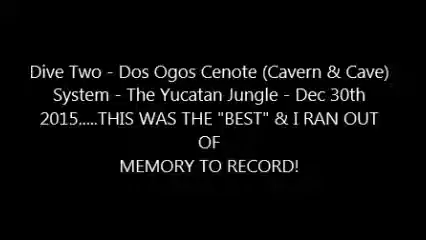 Dive Two - Dos Ogos Cenote (Cavern & Cave)
System - The Yucatan Jungle - Dec 30th
2015.....THIS WAS THE "BEST" & I RAN OUT
OF
MEMORY TO RECORD!